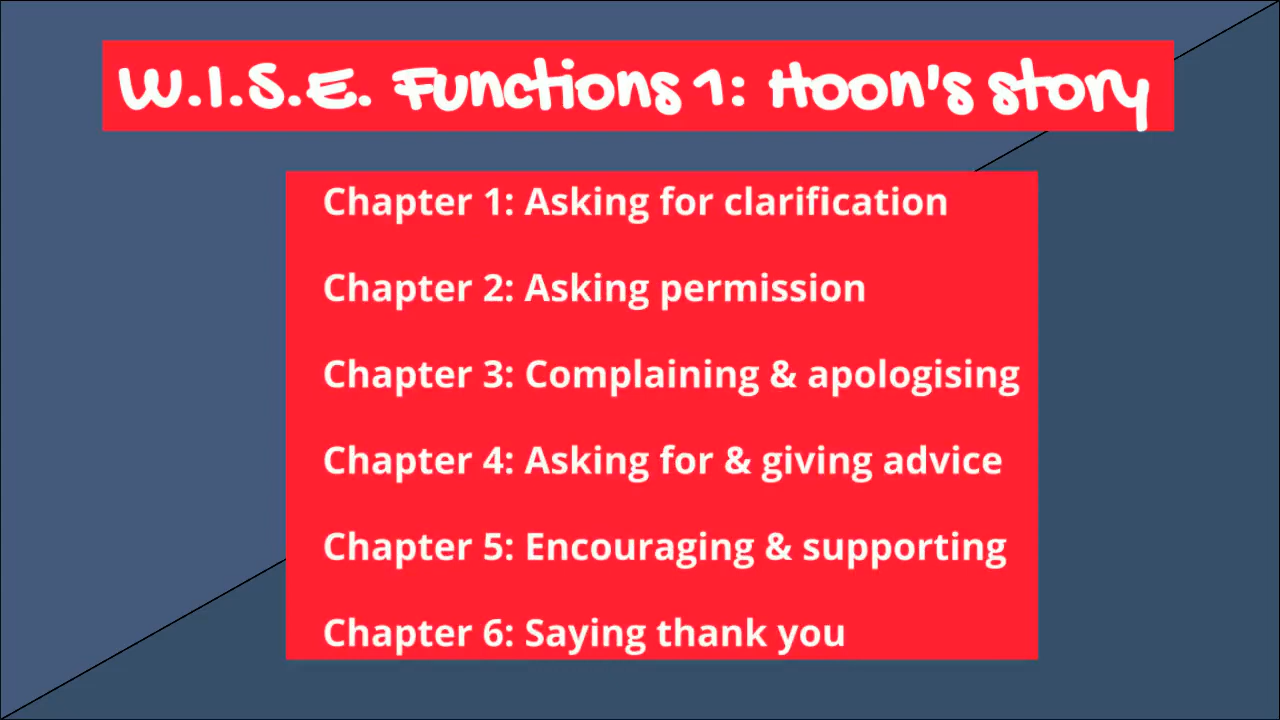 W.I.S.E. Functions 1: Hoon's story
Chapter 1: Asking for clarification
Chapter 2: Asking permission
Chapter 3: Complaining & apologising
Chapter 4: Asking for & giving advice
Chapter 5: Encouraging & supporting
Chapter 6: Saying thank you